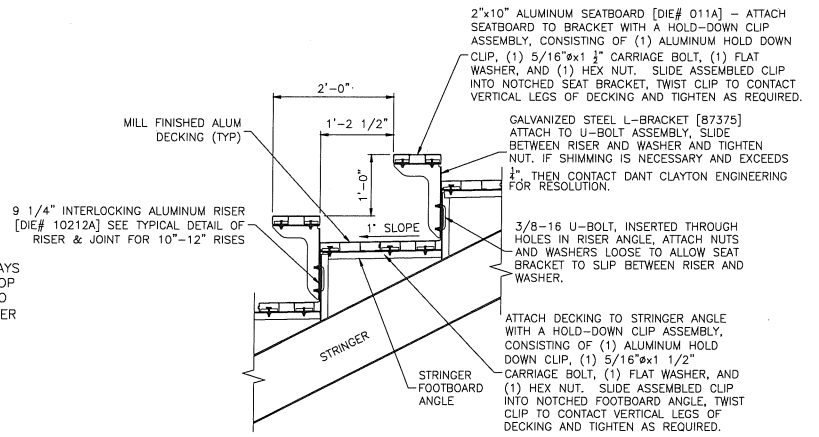 2"x10" ALUMINUM SEATBOARD [DIE# 011A] – ATTACH
SEATBOARD TO BRACKET WITH A HOLD-DOWN CLIP
ASSEMBLY, CONSISTING OF (1) ALUMINUM HOLD DOWN
CLIP, (1) 5/16"øx1 1/2" CARRIAGE BOLT, (1) FLAT
WASHER, AND (1) HEX NUT. SLIDE ASSEMBLED CLIP
INTO NOTCHED SEAT BRACKET, TWIST CLIP TO CONTACT
VERTICAL LEGS OF DECKING AND TIGHTEN AS REQUIRED.
2'-0"
1'-2 1/2"
MILL FINISHED ALUM
DECKING (TYP)
GALVANIZED STEEL L-BRACKET [87375]
ATTACH TO U-BOLT ASSEMBLY, SLIDE
BETWEEN RISER AND WASHER AND TIGHTEN
NUT. IF SHIMMING IS NECESSARY AND EXCEEDS
1/4", THEN CONTACT DANT CLAYTON ENGINEERING
FOR RESOLUTION.
1'-0"
9 1/4" INTERLOCKING ALUMINUM RISER
[DIE# 10212A] SEE TYPICAL DETAIL OF
RISER & JOINT FOR 10"-12" RISES
1" SLOPE
3/8-16 U-BOLT, INSERTED THROUGH
HOLES IN RISER ANGLE, ATTACH NUTS
AND WASHERS LOOSE TO ALLOW SEAT
BRACKET TO SLIP BETWEEN RISER AND
WASHER.
AYS
OP
O
ER
STRINGER
STRINGER
FOOTBOARD
ANGLE
ATTACH DECKING TO STRINGER ANGLE
WITH A HOLD-DOWN CLIP ASSEMBLY,
CONSISTING OF (1) ALUMINUM HOLD
DOWN CLIP, (1) 5/16"øx1 1/2"
CARRIAGE BOLT, (1) FLAT WASHER, AND
(1) HEX NUT. SLIDE ASSEMBLED CLIP
INTO NOTCHED FOOTBOARD ANGLE, TWIST
CLIP TO CONTACT VERTICAL LEGS OF
DECKING AND TIGHTEN AS REQUIRED.